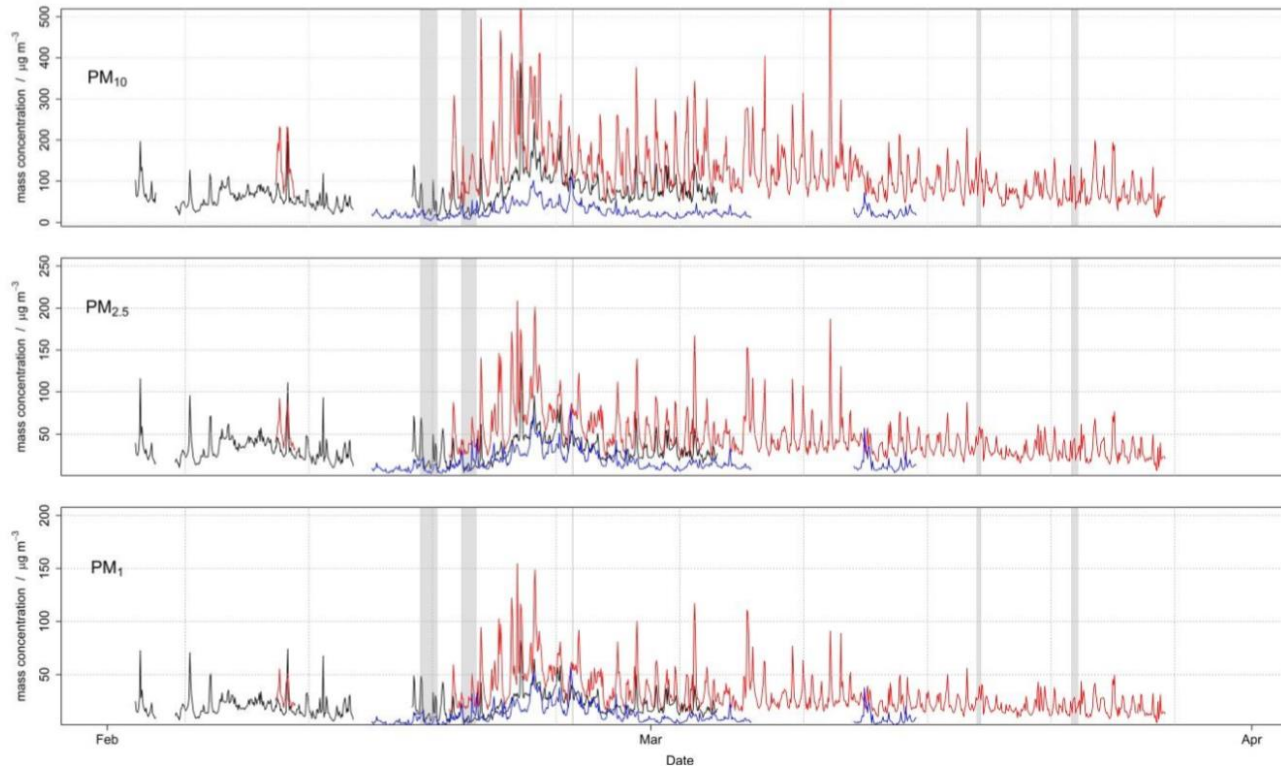 mass concentration / µg m⁻³
500
400
300
200
100
0
PM₁₀
mass concentration / µg m⁻³
250
200
150
100
50
PM₂.₅
mass concentration / µg m⁻³
200
150
100
50
PM₁
Feb
Mar
Apr
Date